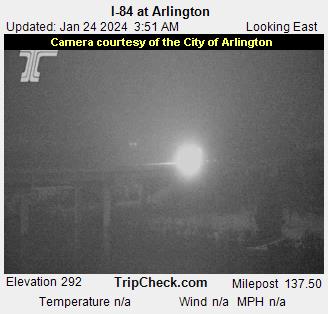 I-84 at Arlington
Updated: Jan 24 2024 3:51 AM Looking East
Camera courtesy of the City of Arlington
Elevation 292 TripCheck.com Milepost 137.50
Temperature n/a Wind n/a MPH n/a